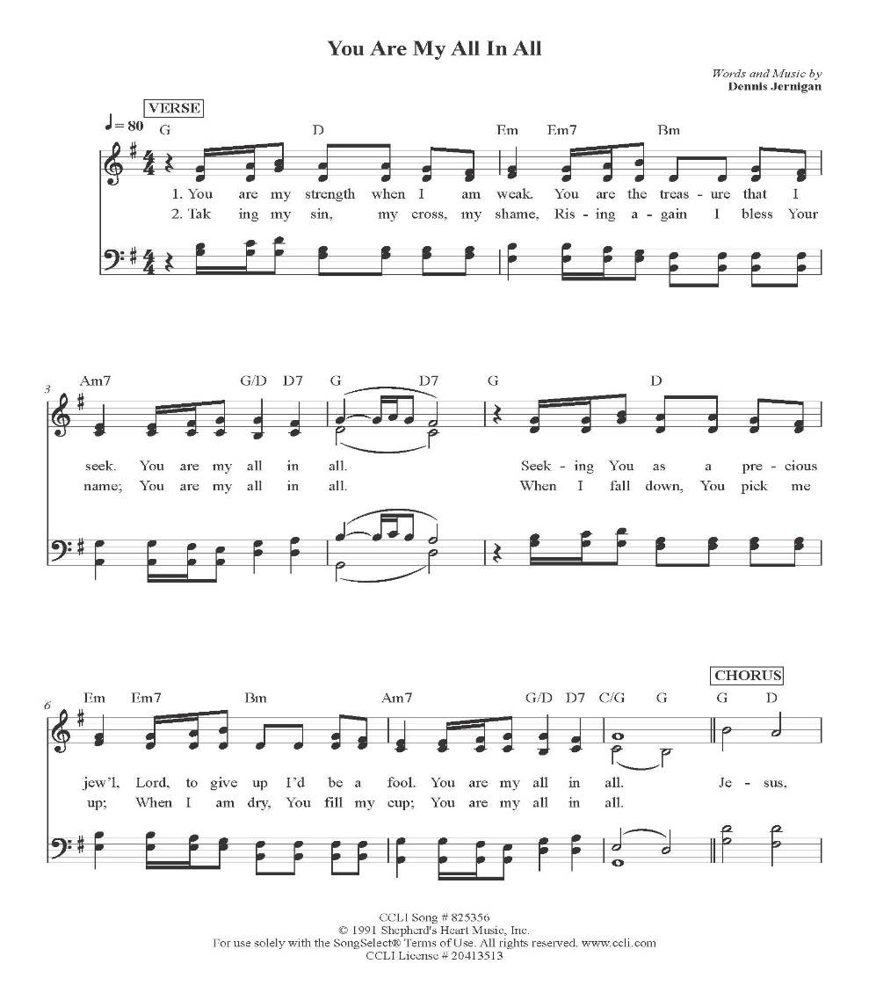 You Are My All In All
Words and Music by
Dennis Jernigan
VERSE
♩= 80
G D Em Em7 Bm
1. You are my strength when I am weak. You are the treas - ure that I
2. Tak ing my sin, my cross, my shame, Ris - ing a - gain I bless Your
3
Am7 G/D D7 G D7 G D
seek. You are my all in all. Seek - ing You as a pre - cious
name; You are my all in all. When I fall down, You pick me
CHORUS
6
Em Em7 Bm Am7 G/D D7 C/G G G D
jew'l, Lord, to give up I'd be a fool. You are my all in all. Je - sus,
up; When I am dry, You fill my cup; You are my all in all.
CCLI Song # 825356
© 1991 Shepherd's Heart Music, Inc.
For use solely with the SongSelect® Terms of Use. All rights reserved. www.ccli.com
CCLI License # 20413513